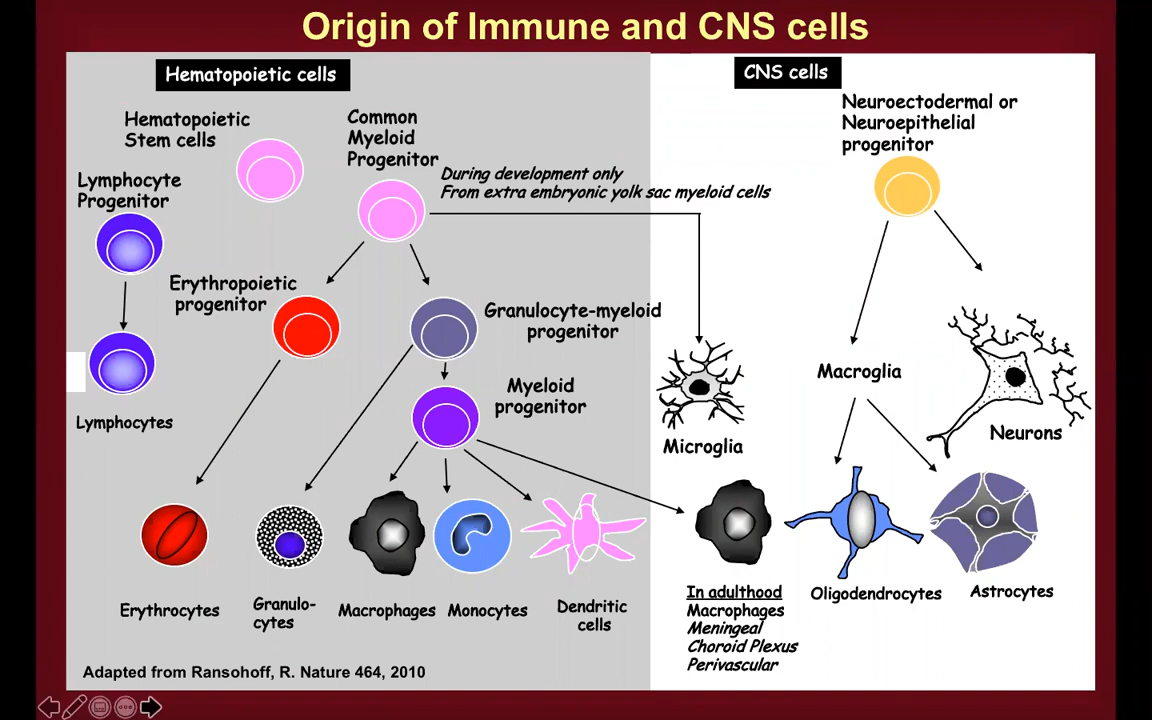 Origin of Immune and CNS cells
Hematopoietic cells
CNS cells
Hematopoietic
Stem cells
Common
Myeloid
Progenitor
Neuroectodermal or
Neuroepithelial
progenitor
During development only
From extra embryonic yolk sac myeloid cells
Lymphocyte
Progenitor
Erythropoietic
progenitor
Granulocyte-myeloid
progenitor
Myeloid
progenitor
Macroglia
Lymphocytes
Microglia
Neurons
Erythrocytes
Granulo-
cytes
Macrophages
Monocytes
Dendritic
cells
In adulthood
Macrophages
Meningeal
Choroid Plexus
Perivascular
Oligodendrocytes
Astrocytes
Adapted from Ransohoff, R. Nature 464, 2010